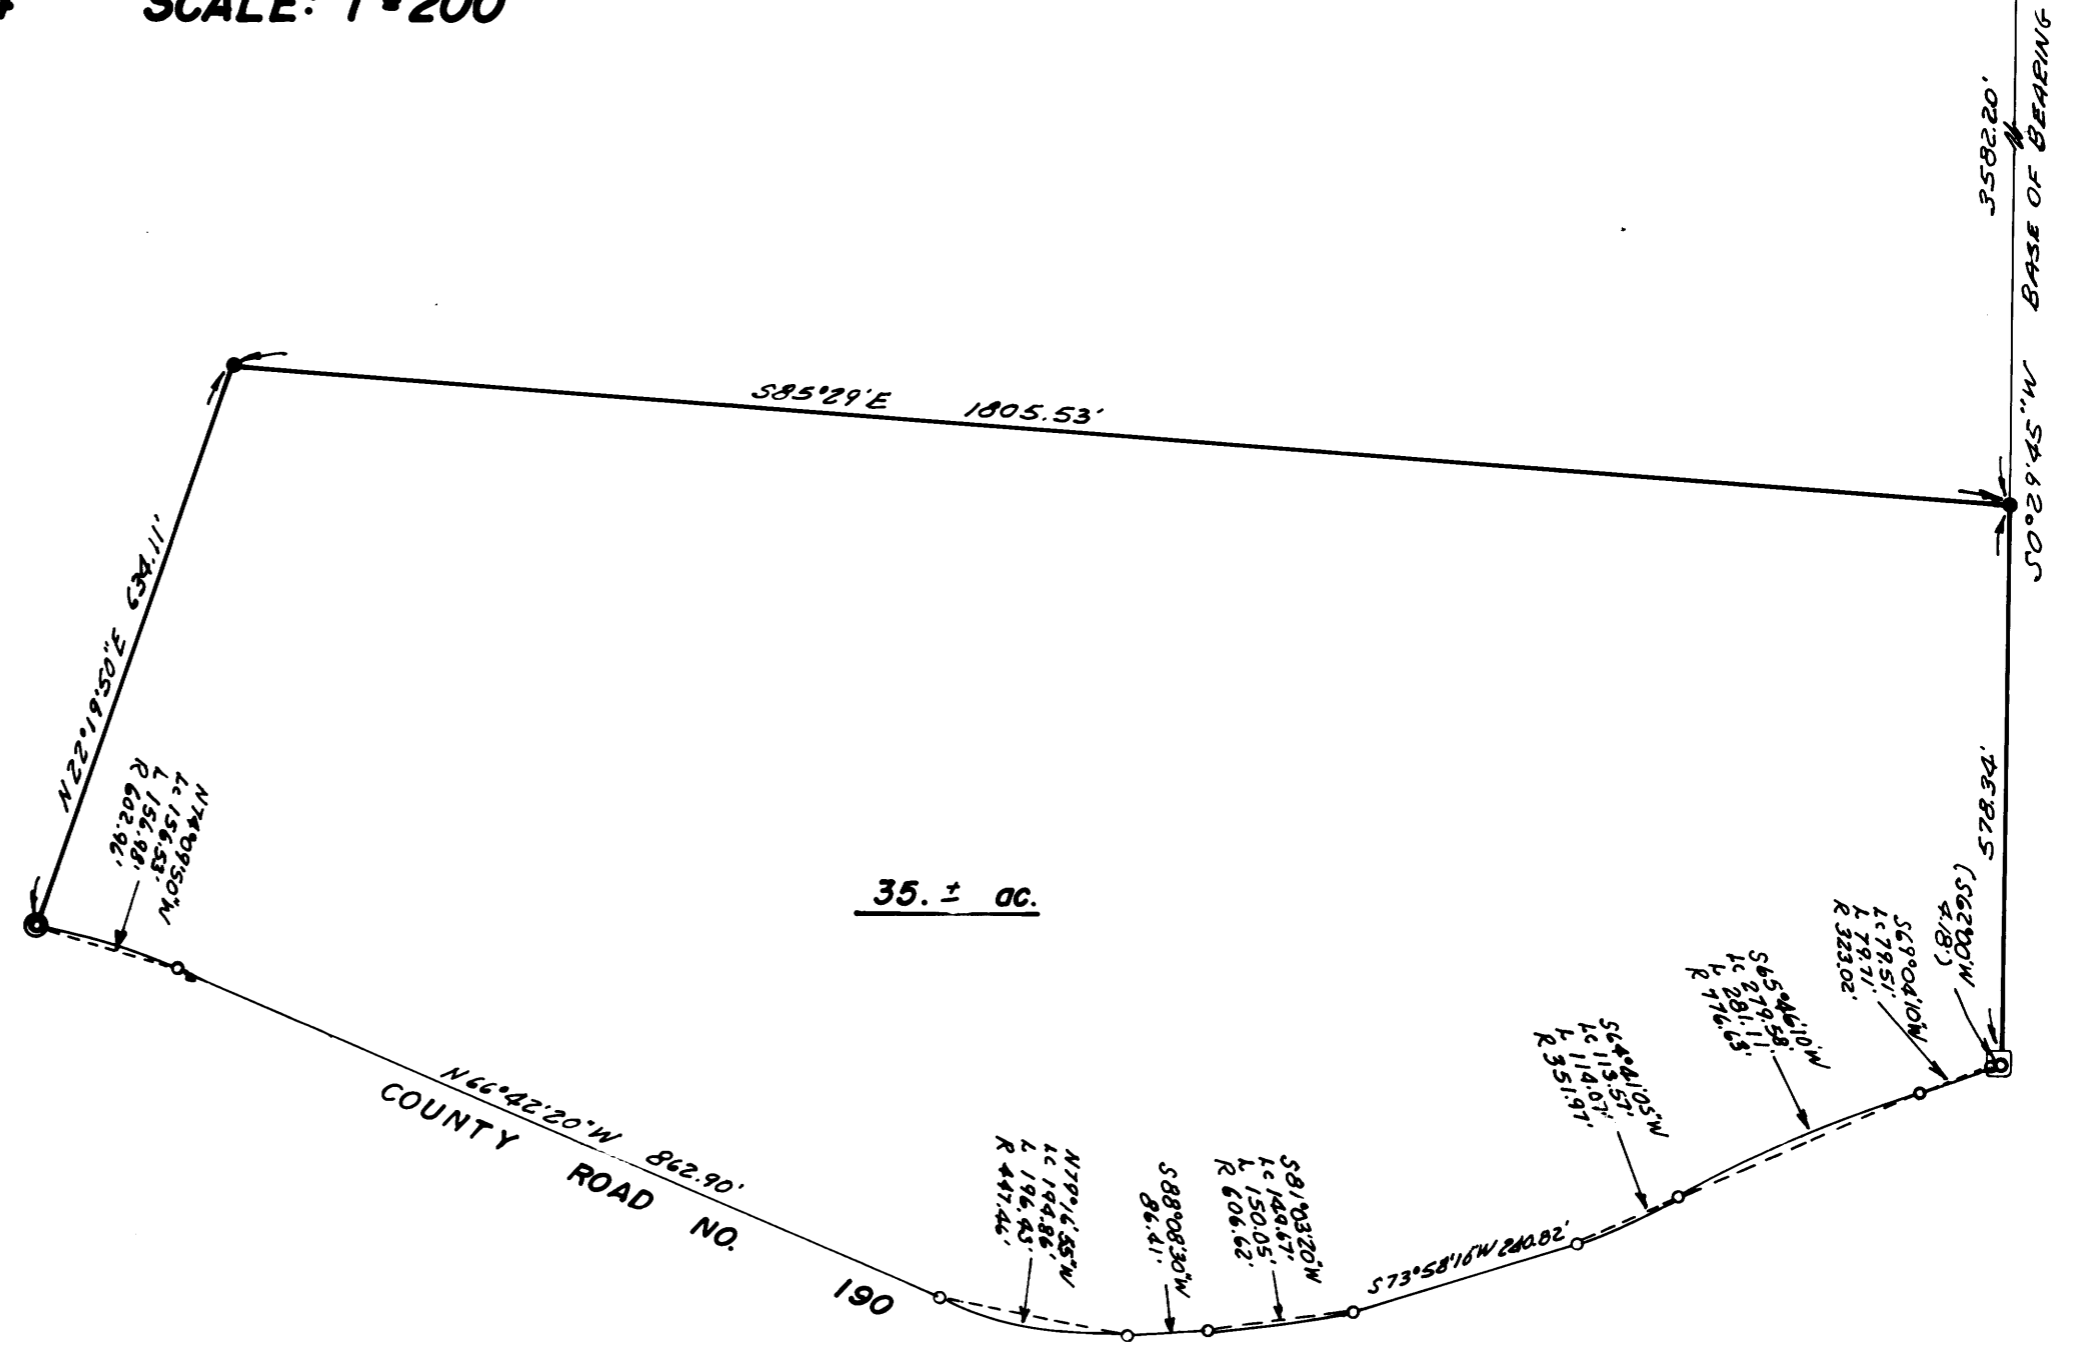 SCALE: 1"=200'
3582.20'
S0°29'45"W BASE OF BEARING
S85°29'E 1805.53'
N22°19'50"E 634.11'
578.34'
N74°09'50"W
Lc 156.53'
L 156.98'
R 602.96'
35.± ac.
(S62°00'W
4.18')
S69°04'10"W
Lc 79.51'
L 79.71'
R 323.02'
S65°46'10"W
Lc 279.58'
L 281.11'
R 776.63'
S64°41'05"W
Lc 113.57'
L 114.07'
R 351.97'
N66°42'20"W 862.90'
COUNTY ROAD NO. 190
N79°16'55"W
Lc 194.86'
L 196.43'
R 447.46'
S88°08'30"W
86.41'
S81°03'20"W
Lc 149.67'
L 150.05'
R 606.62'
S73°58'15"W 240.82'